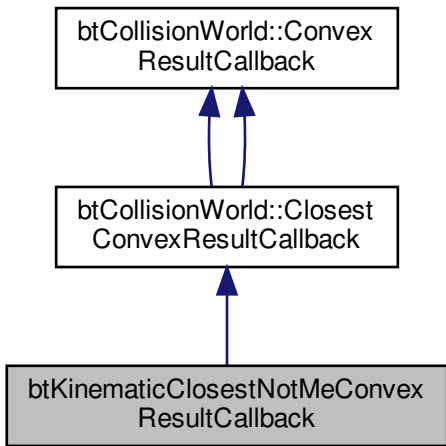 btCollisionWorld::Convex
ResultCallback
btCollisionWorld::Closest
ConvexResultCallback
btKinematicClosestNotMeConvex
ResultCallback